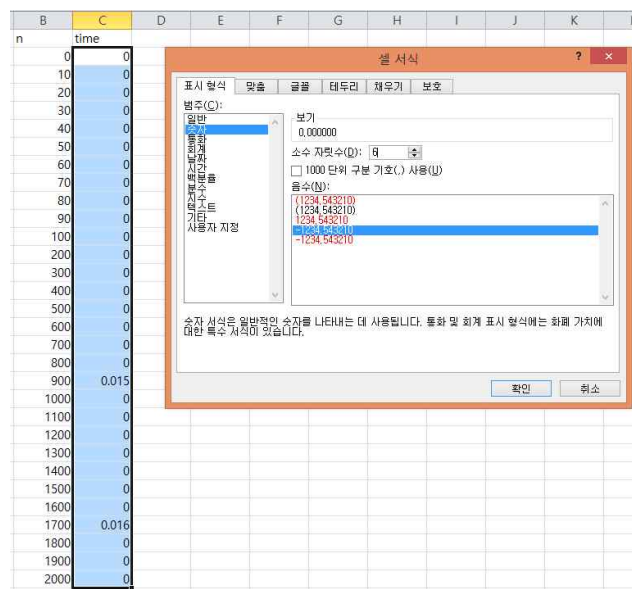 B C D E F G H I J K
n time
0 0
10 0
20 0
30 0
40 0
50 0
60 0
70 0
80 0
90 0
100 0
200 0
300 0
400 0
500 0
600 0
700 0
800 0
900 0.015
1000 0
1100 0
1200 0
1300 0
1400 0
1500 0
1600 0
1700 0.016
1800 0
1900 0
2000 0
셀 서식 ? ×
표시 형식 맞춤 글꼴 테두리 채우기 보호
범주(C):
일반
숫자
통화
회계
날짜
시간
백분율
분수
지수
텍스트
기타
사용자 지정
보기
0.000000
소수 자릿수(D): 6
1000 단위 구분 기호(,) 사용(U)
음수(N):
(1234.543210)
(1234.543210)
1234.543210
-1234.543210
-1234.543210
숫자 서식은 일반적인 숫자를 나타내는 데 사용됩니다. 통화 및 회계 표시 형식에는 화폐 가치에
대한 특수 서식이 있습니다.
확인 취소